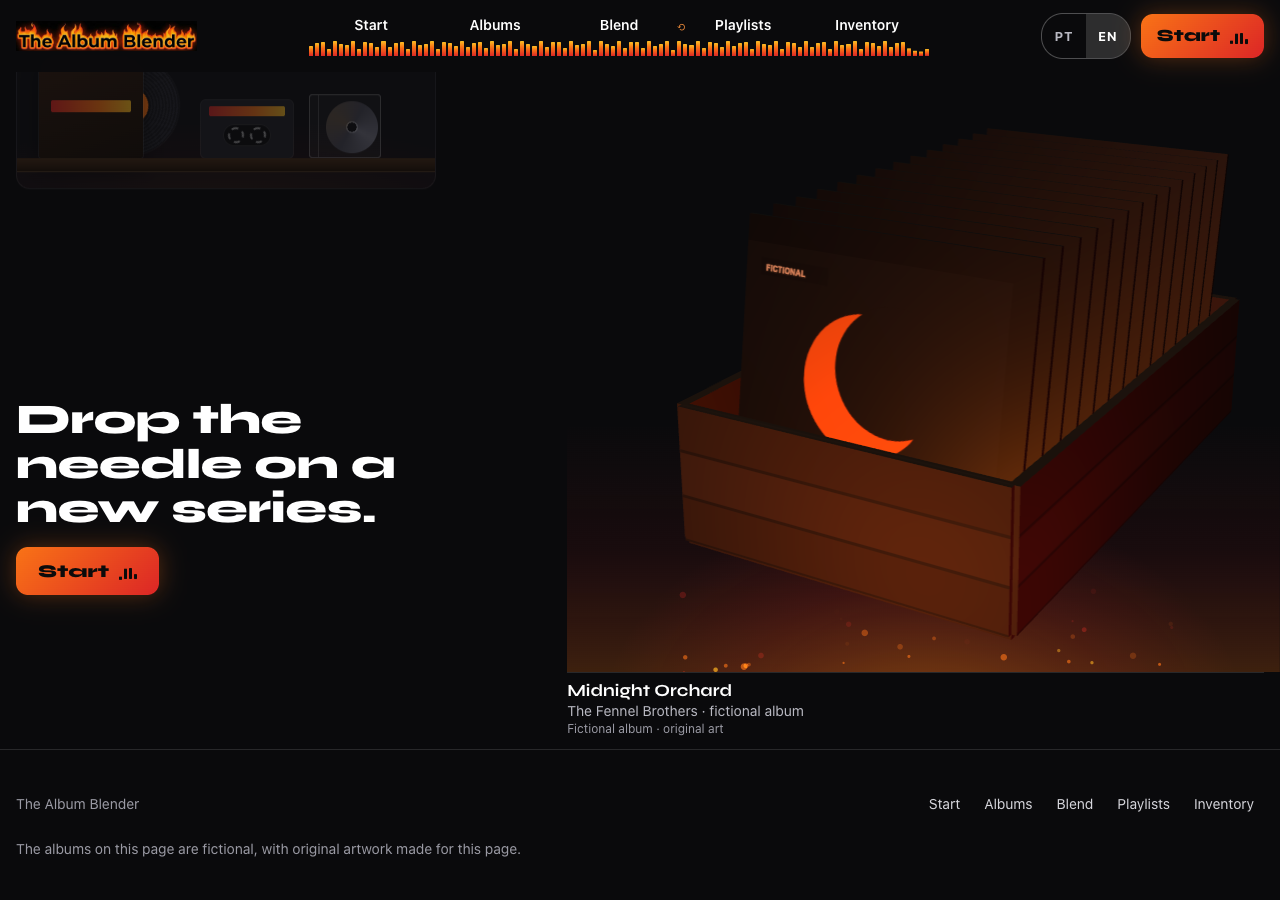 The Album Blender
Start
Albums
Blend
Playlists
Inventory
PT
EN
Start
FICTIONAL
Drop the
needle on a
new series.
Start
Midnight Orchard
The Fennel Brothers · fictional album
Fictional album · original art
The Album Blender
Start
Albums
Blend
Playlists
Inventory
The albums on this page are fictional, with original artwork made for this page.